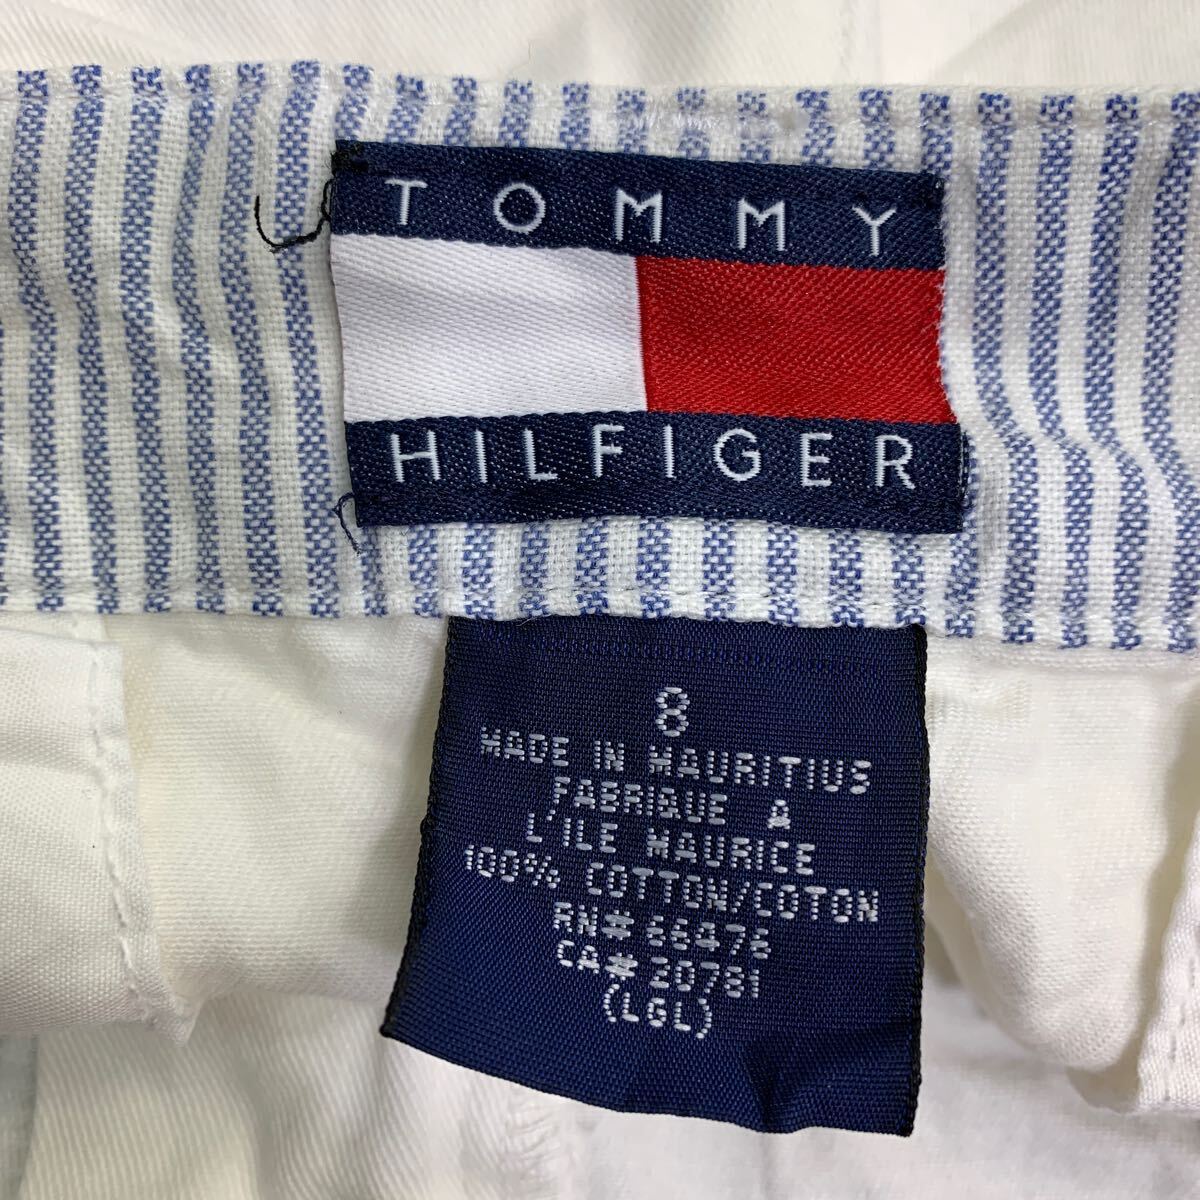 TOMMY
HILFIGER
8
MADE IN MAURITIUS
FABRIQUE A
L'ILE MAURICE
100% COTTON/COTON
RN# 66476
CA# 20781
(LGL)